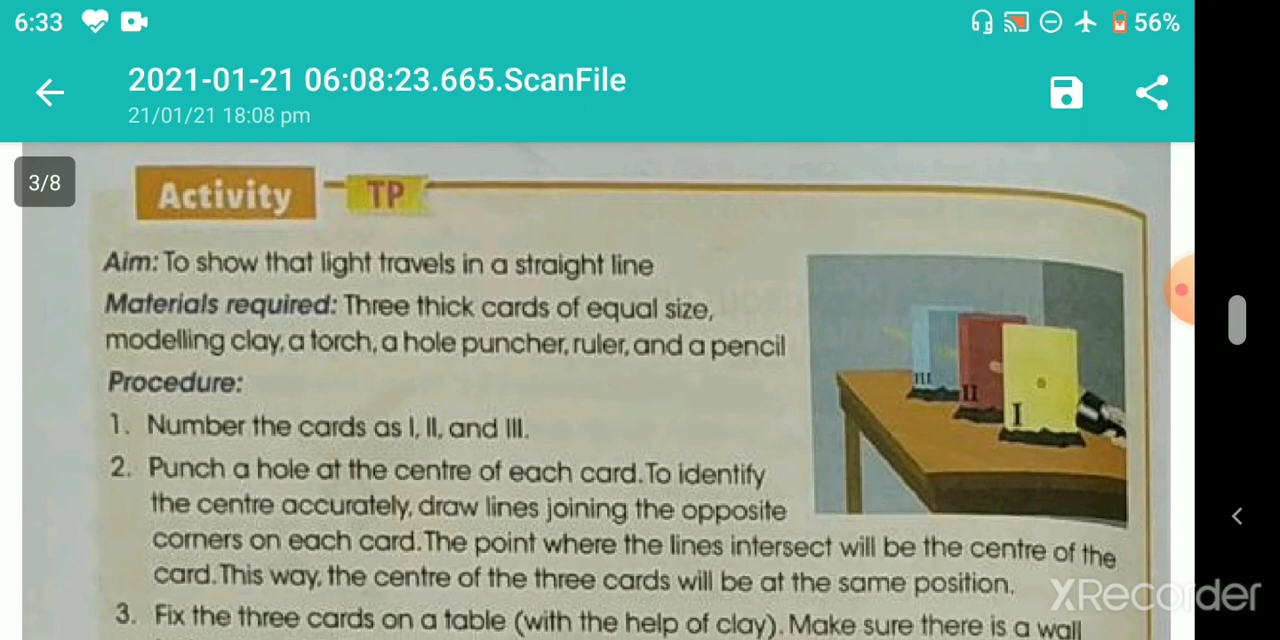 6:33 56%
2021-01-21 06:08:23.665.ScanFile
21/01/21 18:08 pm
3/8
Activity TP
Aim: To show that light travels in a straight line
Materials required: Three thick cards of equal size,
modelling clay, a torch, a hole puncher, ruler, and a pencil
Procedure:
1. Number the cards as I, II, and III.
2. Punch a hole at the centre of each card. To identify
the centre accurately, draw lines joining the opposite
corners on each card. The point where the lines intersect will be the centre of the
card. This way, the centre of the three cards will be at the same position.
3. Fix the three cards on a table (with the help of clay). Make sure there is a wall
III
II
I
XRecorder